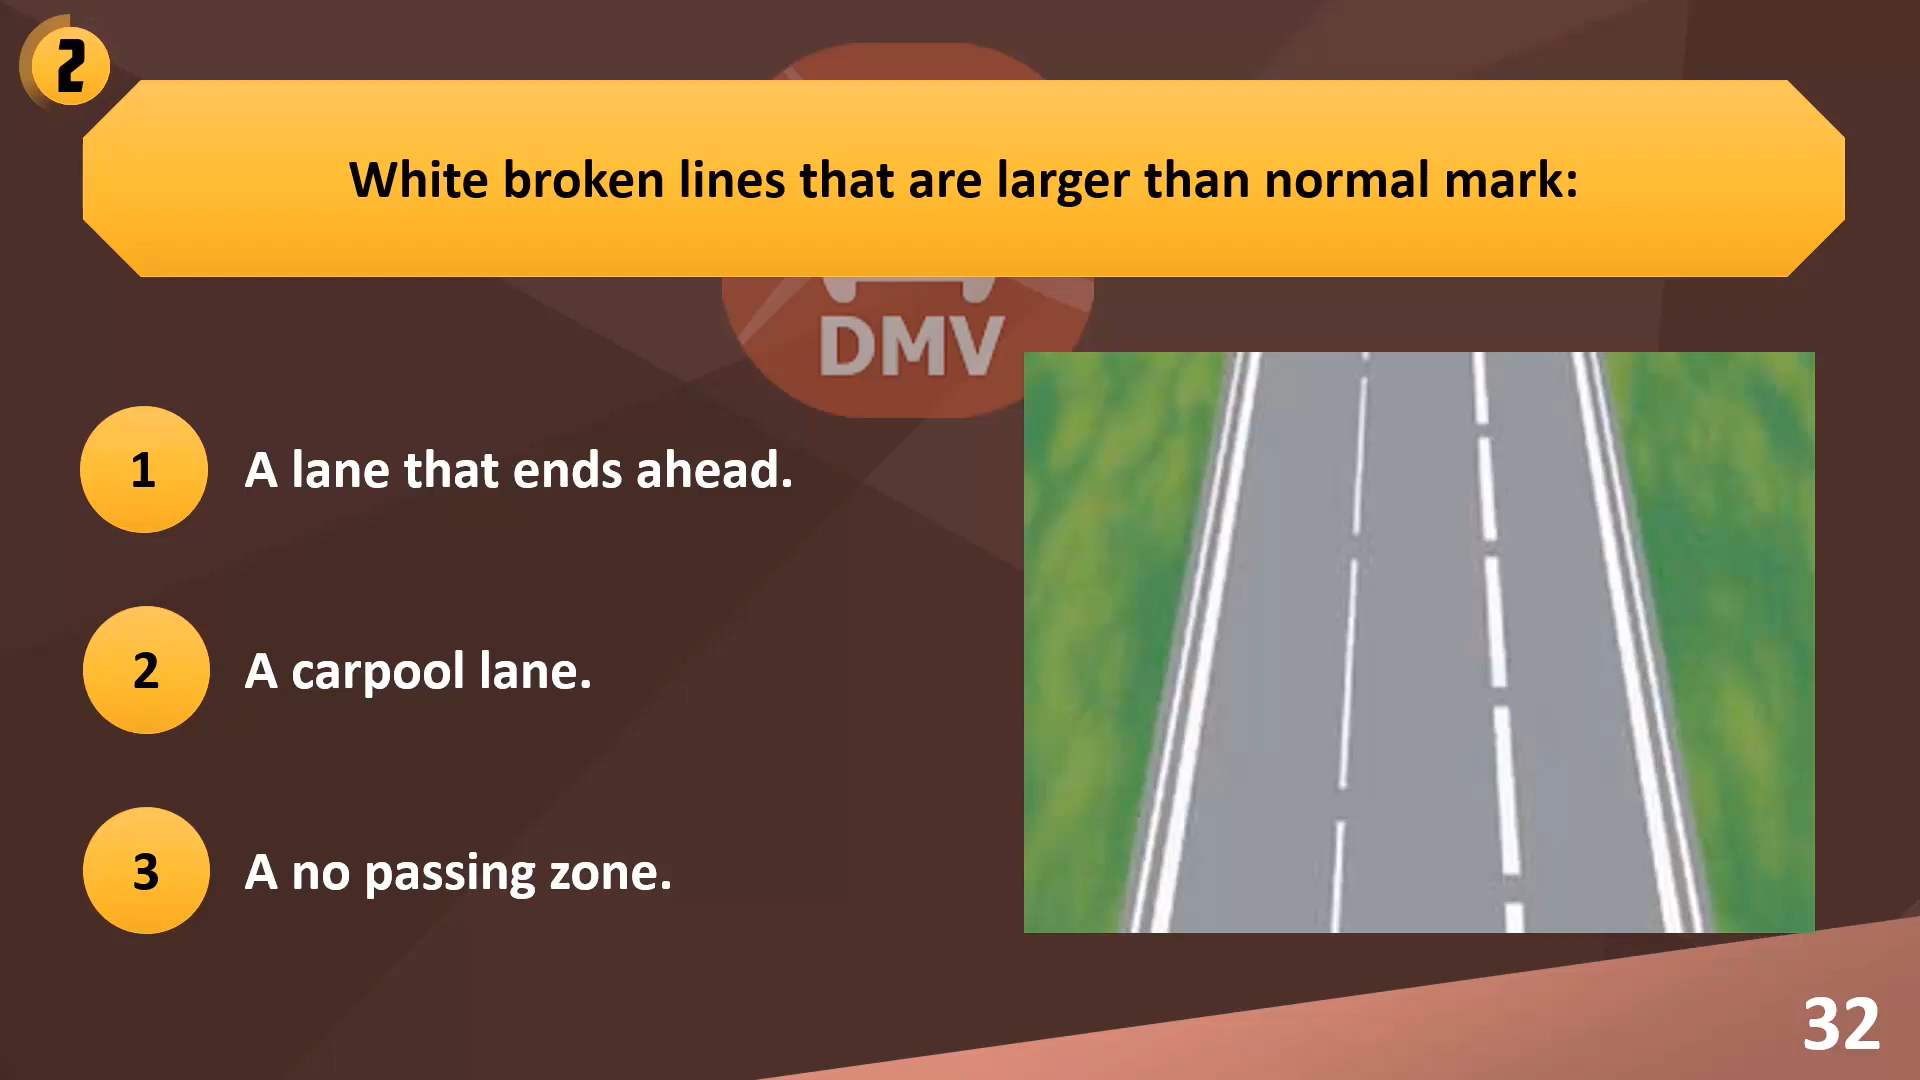 2
White broken lines that are larger than normal mark:
DMV
1 A lane that ends ahead.
2 A carpool lane.
3 A no passing zone.
32